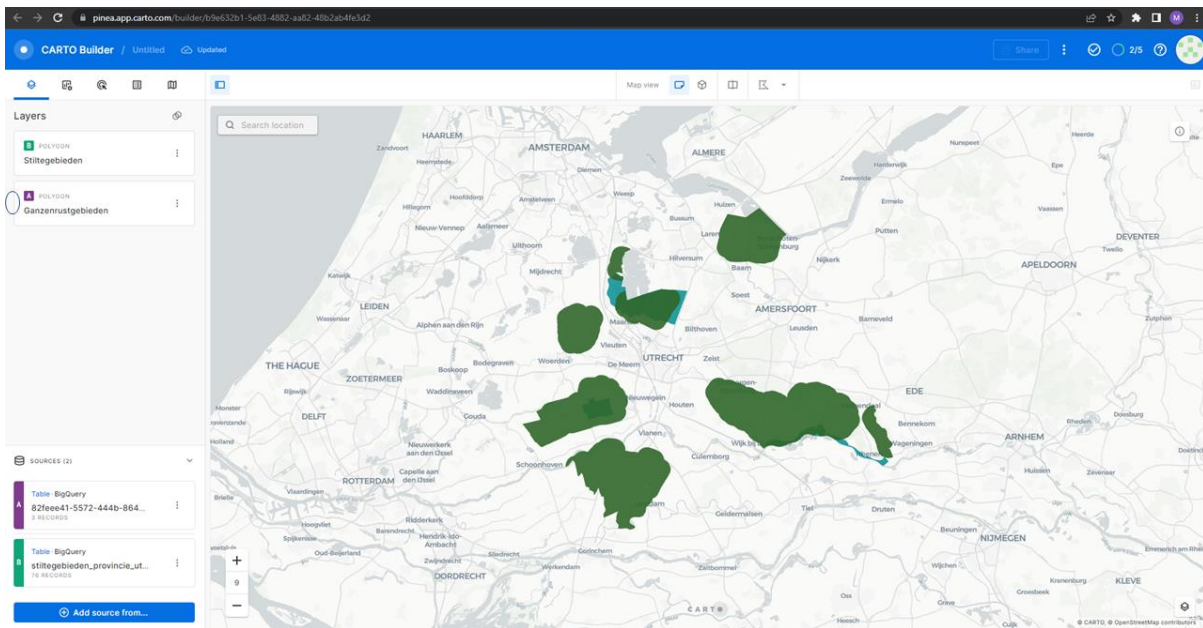 pinea.app.carto.com/builder/b9e632b1-5e83-4882-aa82-48b2ab4fe3d2
CARTO Builder / Untitled Updated
Share
2/5
M
Map view
Layers
Search location
B POLYGON
Stiltegebieden
A POLYGON
Ganzenrustgebieden
SOURCES (2)
A
Table · BigQuery
82feee41-5572-444b-864...
3 RECORDS
B
Table · BigQuery
stiltegebieden_provincie_ut...
76 RECORDS
Add source from...
HAARLEM
Zandvoort
AMSTERDAM
Heemstede
Diemen
ALMERE
Nunspeet
Heerde
Harderwijk
Epe
Zeewolde
Hoofddorp
Amstelveen
Weesp
Hillegom
Huizen
Ermelo
Vaassen
Bussum
Nieuw-Vennep
Aalsmeer
Laren
Putten
DEVENTER
Uithoorn
Twello
Hilversum
Nijkerk
APELDOORN
Katwijk
Mijdrecht
Baarn
Soest
LEIDEN
AMERSFOORT
Wassenaar
Barneveld
Zutphen
Alphen aan den Rijn
Bilthoven
Leusden
Vleuten
UTRECHT
Zeist
THE HAGUE
Bodegraven
Woerden
De Meern
Boskoop
ZOETERMEER
Rijswijk
Waddinxveen
EDE
Monster
Houten
DELFT
Gouda
Doesburg
Bennekom
Rheden
Vianen
ARNHEM
Nieuwerkerk
aan den IJssel
Wageningen
Culemborg
Rhenen
Schoonhoven
Capelle aan
den IJssel
ROTTERDAM
Huissen
Zevenaar
Vlaardingen
Brielle
Tiel
Druten
Geldermalsen
Hoogvliet
Ridderkerk
Barendrecht
Hendrik-Ido-
Ambacht
Spijkenisse
Beuningen
NIJMEGEN
Oud-Beijerland
Zwijndrecht
Sliedrecht
Gorinchem
Emmerich am Rhei
Wijchen
DORDRECHT
Werkendam
Zaltbommel
Kranenburg
KLEVE
Groesbeek
Oss
Grave
Heesch
Cuijk
+
9
−
CARTO
© CARTO, © OpenStreetMap contributors